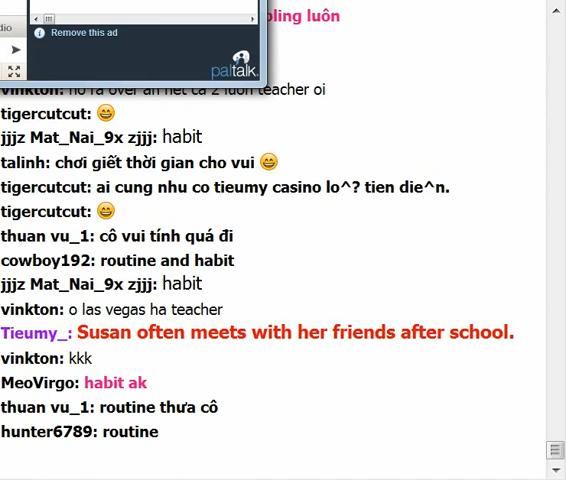 bling luôn
dio
Remove this ad
paltalk.
vinkton: no ra over an het ca 2 luon teacher oi
tigercutcut:
jjjz Mat_Nai_9x zjjj: habit
talinh: chơi giết thời gian cho vui
tigercutcut: ai cung nhu co tieumy casino lo^? tien die^n.
tigercutcut:
thuan vu_1: cô vui tính quá đi
cowboy192: routine and habit
jjjz Mat_Nai_9x zjjj: habit
vinkton: o las vegas ha teacher
Tieumy_: Susan often meets with her friends after school.
vinkton: kkk
MeoVirgo: habit ak
thuan vu_1: routine thưa cô
hunter6789: routine